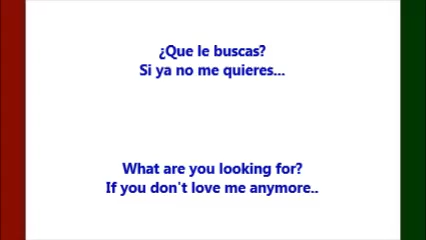 ¿Que le buscas?
Si ya no me quieres...
What are you looking for?
If you don't love me anymore..